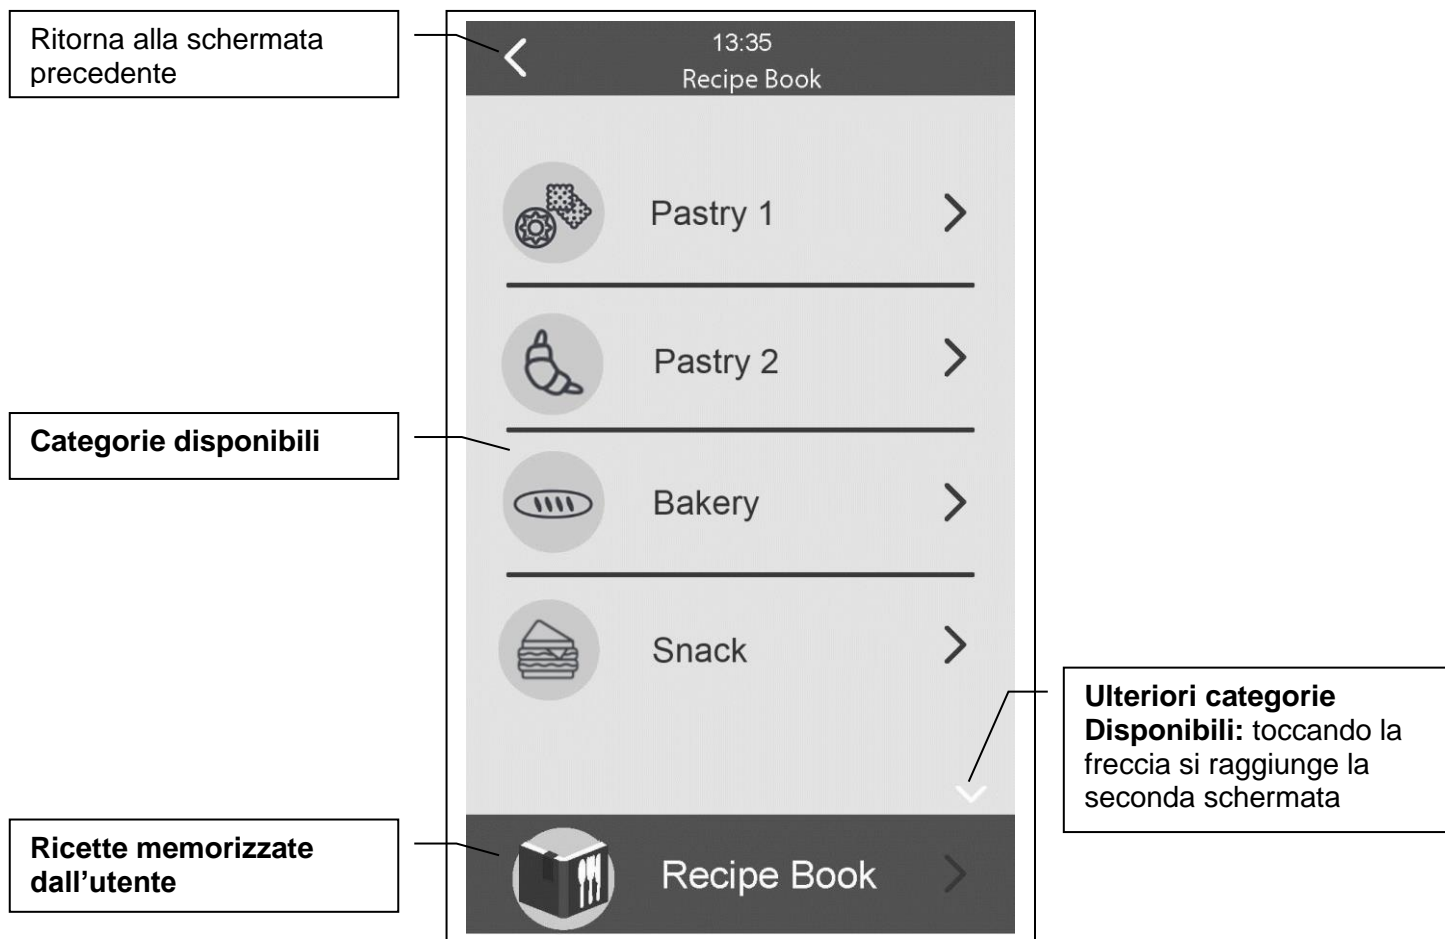 Ritorna alla schermata
precedente
13:35
Recipe Book
Pastry 1
Pastry 2
Categorie disponibili
Bakery
Snack
Ulteriori categorie
Disponibili: toccando la
freccia si raggiunge la
seconda schermata
Ricette memorizzate
dall’utente
Recipe Book